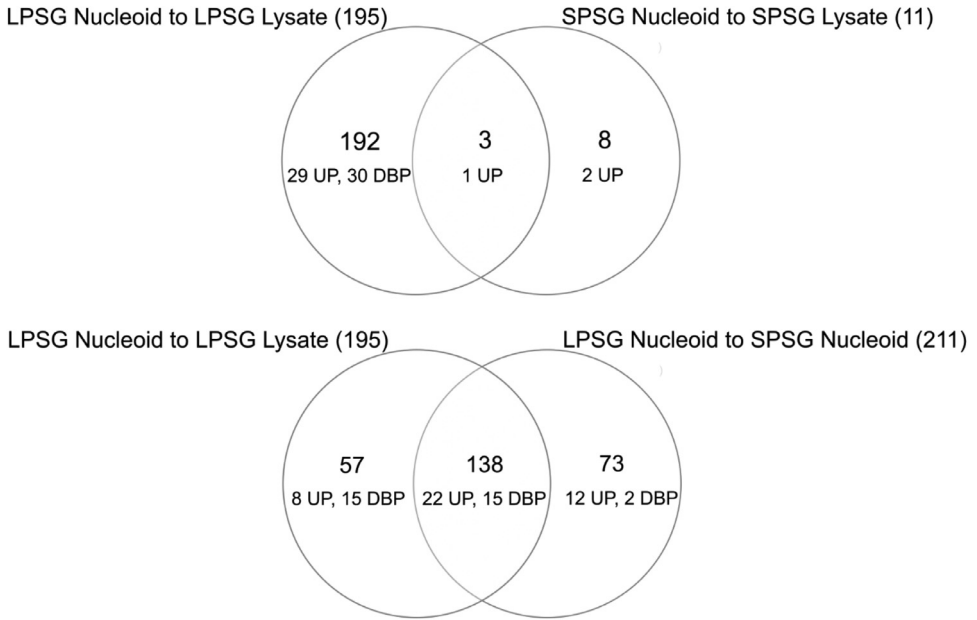 LPSG Nucleoid to LPSG Lysate (195)
SPSG Nucleoid to SPSG Lysate (11)
192
3
8
29 UP, 30 DBP
1 UP
2 UP
LPSG Nucleoid to LPSG Lysate (195)
LPSG Nucleoid to SPSG Nucleoid (211)
57
138
73
8 UP, 15 DBP
22 UP, 15 DBP
12 UP, 2 DBP